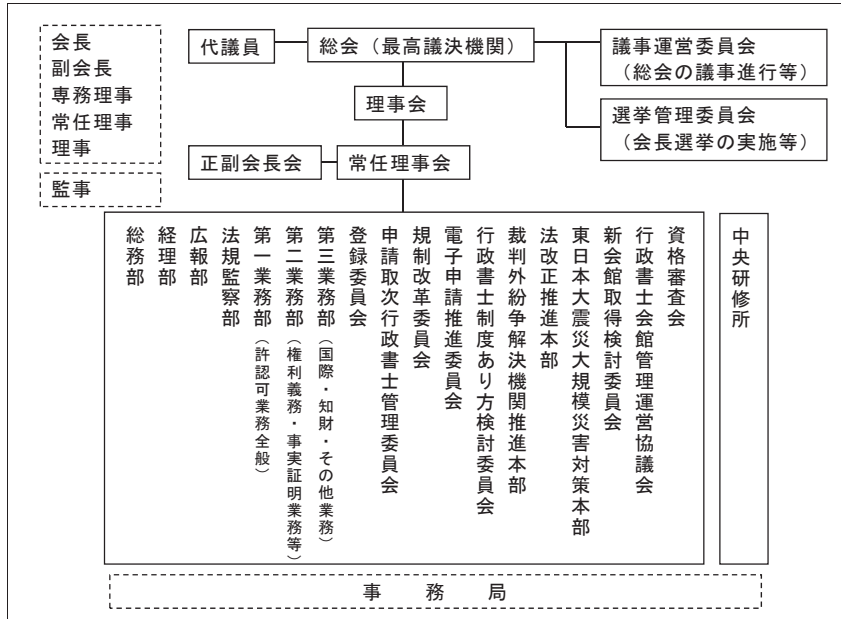 会長
副会長
専務理事
常任理事
理事
監事
代議員
総会（最高議決機関）
議事運営委員会
（総会の議事進行等）
理事会
選挙管理委員会
（会長選挙の実施等）
正副会長会
常任理事会
総務部
経理部
広報部
法規監察部
第一業務部（許認可業務全般）
第二業務部（権利義務・事実証明業務等）
第三業務部（国際・知財・その他業務）
登録委員会
申請取次行政書士管理委員会
規制改革委員会
電子申請推進委員会
行政書士制度あり方検討委員会
裁判外紛争解決機関推進本部
法改正推進本部
東日本大震災大規模災害対策本部
新会館取得検討委員会
行政書士会館管理運営協議会
資格審査会
中央研修所
事務局